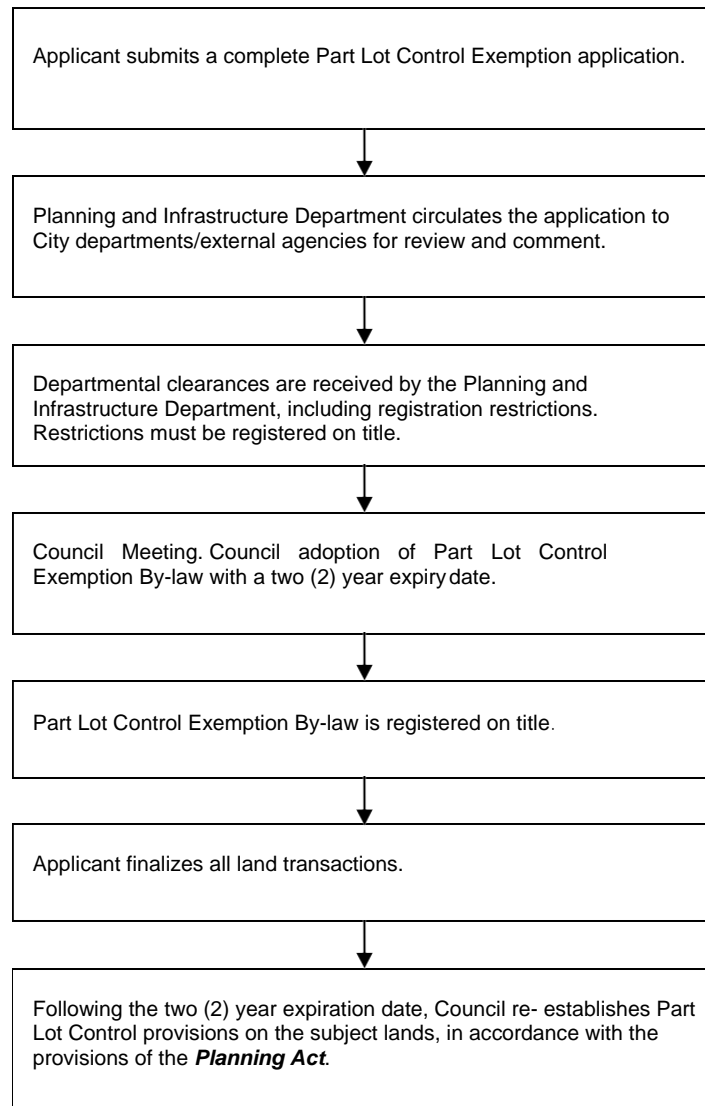 Applicant submits a complete Part Lot Control Exemption application.
Planning and Infrastructure Department circulates the application to
City departments/external agencies for review and comment.
Departmental clearances are received by the Planning and
Infrastructure Department, including registration restrictions.
Restrictions must be registered on title.
Council Meeting. Council adoption of Part Lot Control
Exemption By-law with a two (2) year expiry date.
Part Lot Control Exemption By-law is registered on title.
Applicant finalizes all land transactions.
Following the two (2) year expiration date, Council re- establishes Part
Lot Control provisions on the subject lands, in accordance with the
provisions of the Planning Act.